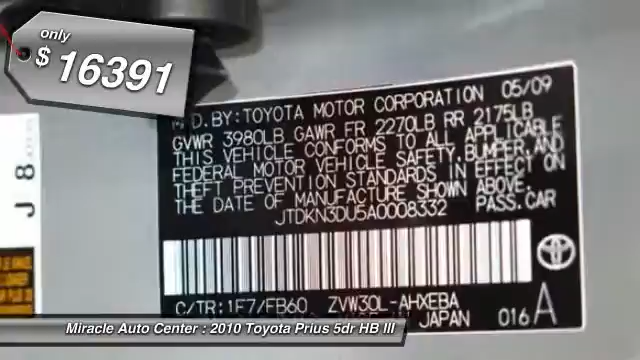 only
$ 16391
M D. BY: TOYOTA MOTOR CORPORATION 05/09
GVWR 3980LB GAWR FR 2270LB RR 2175LB
THIS VEHICLE CONFORMS TO ALL APPLICABLE
FEDERAL MOTOR VEHICLE SAFETY, BUMPER, AND
THEFT PREVENTION STANDARDS IN EFFECT ON
THE DATE OF MANUFACTURE SHOWN ABOVE.
JTDKN3DU5A0008332 PASS. CAR
C/TR: 1F7/FB60 ZVW30L-AHXEBA
IN JAPAN 016 A
J 8
Miracle Auto Center : 2010 Toyota Prius 5dr HB III